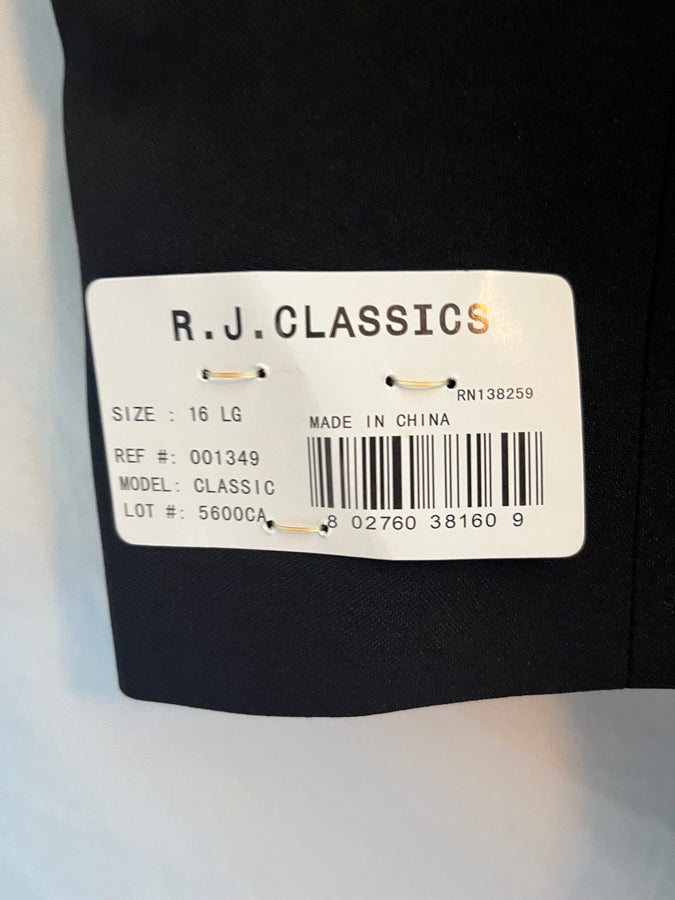 R.J.CLASSICS
RN138259
SIZE : 16 LG
MADE IN CHINA
REF #: 001349
MODEL: CLASSIC
LOT #: 5600CA
8 02760 38160 9